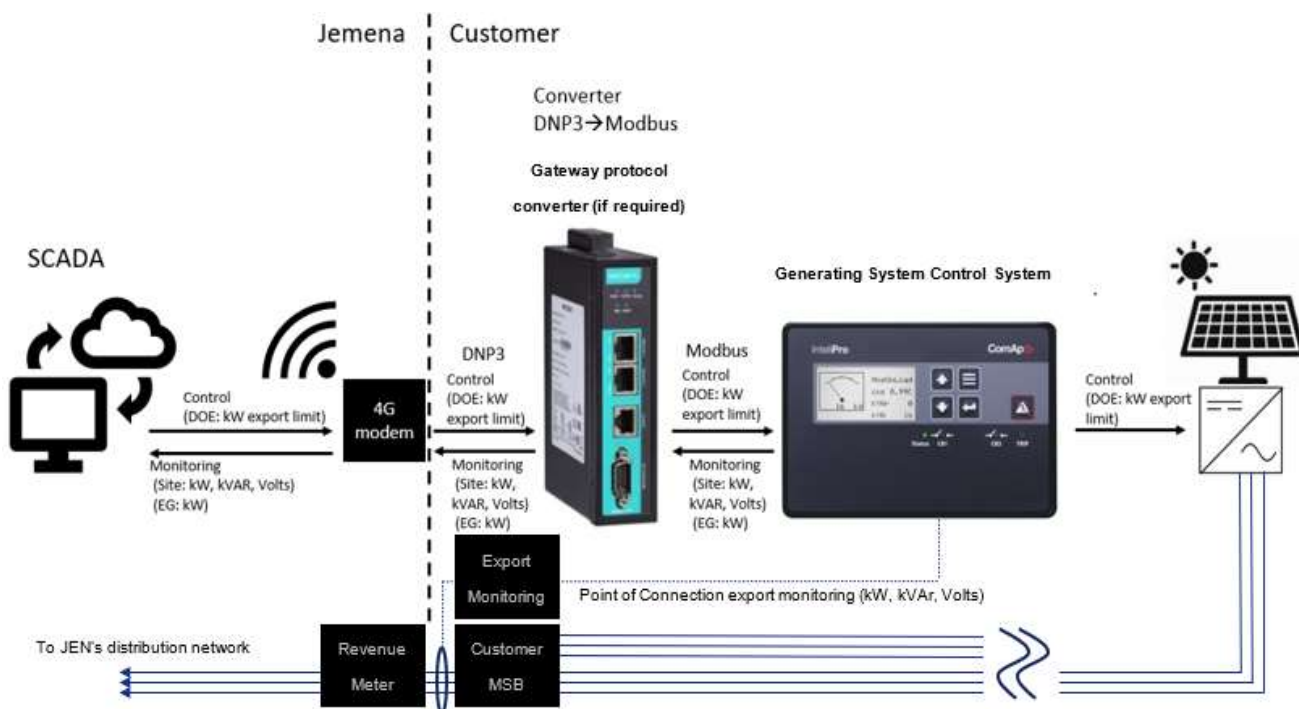 Jemena
Customer
Converter
DNP3→Modbus
Gateway protocol
converter (if required)
SCADA
Generating System Control System
InteliPro
ComAp
DNP3
Modbus
Control
(DOE: kW export limit)
4G
modem
Control
(DOE: kW
export limit)
Control
(DOE: kW
export limit)
Control
(DOE: kW export
limit)
Monitoring
(Site: kW, kVAR, Volts)
(EG: kW)
Monitoring
(Site: kW,
kVAR, Volts)
(EG: kW)
Monitoring
(Site: kW,
kVAR, Volts)
(EG: kW)
Export
Monitoring
Point of Connection export monitoring (kW, kVAr, Volts)
To JEN's distribution network
Revenue
Meter
Customer
MSB